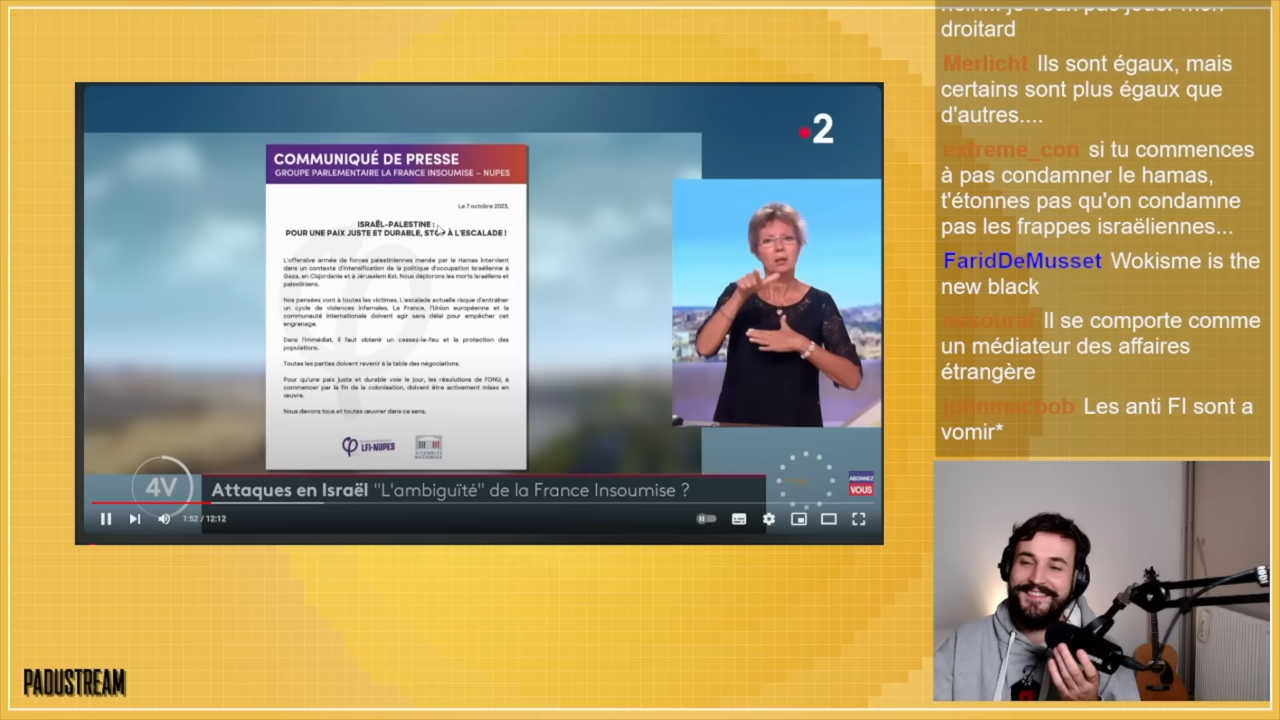 2
COMMUNIQUÉ DE PRESSE
GROUPE PARLEMENTAIRE LA FRANCE INSOUMISE – NUPES
Le 7 octobre 2023,
ISRAËL-PALESTINE :
POUR UNE PAIX JUSTE ET DURABLE, STOP À L'ESCALADE !
L'offensive armée de forces palestiniennes menée par le Hamas intervient
dans un contexte d'intensification de la politique d'occupation israélienne à
Gaza, en Cisjordanie et à Jérusalem Est. Nous déplorons les morts israéliens et
palestiniens.
Nos pensées vont à toutes les victimes. L'escalade actuelle risque d'entraîner
un cycle de violences infernales. La France, l'Union européenne et la
communauté internationale doivent agir sans délai pour empêcher cet
engrenage.
Dans l'immédiat, il faut obtenir un cessez-le-feu et la protection des
populations.
Toutes les parties doivent revenir à la table des négociations.
Pour qu'une paix juste et durable voie le jour, les résolutions de l'ONU, à
commencer par la fin de la colonisation, doivent être activement mises en
œuvre.
Nous devons tous et toutes œuvrer dans ce sens.
LFI-NUPES
ASSEMBLÉE
NATIONALE
4V
Attaques en Israël "L'ambiguïté" de la France Insoumise ?
ABONNEZ
VOUS
1:52 / 12:12
droitard
Merlicht Ils sont égaux, mais
certains sont plus égaux que
d'autres....
extreme_con si tu commences
à pas condamner le hamas,
t'étonnes pas qu'on condamne
pas les frappes israéliennes...
FaridDeMusset Wokisme is the
new black
Il se comporte comme
un médiateur des affaires
étrangère
Les anti FI sont a
vomir*
PADUSTREAM